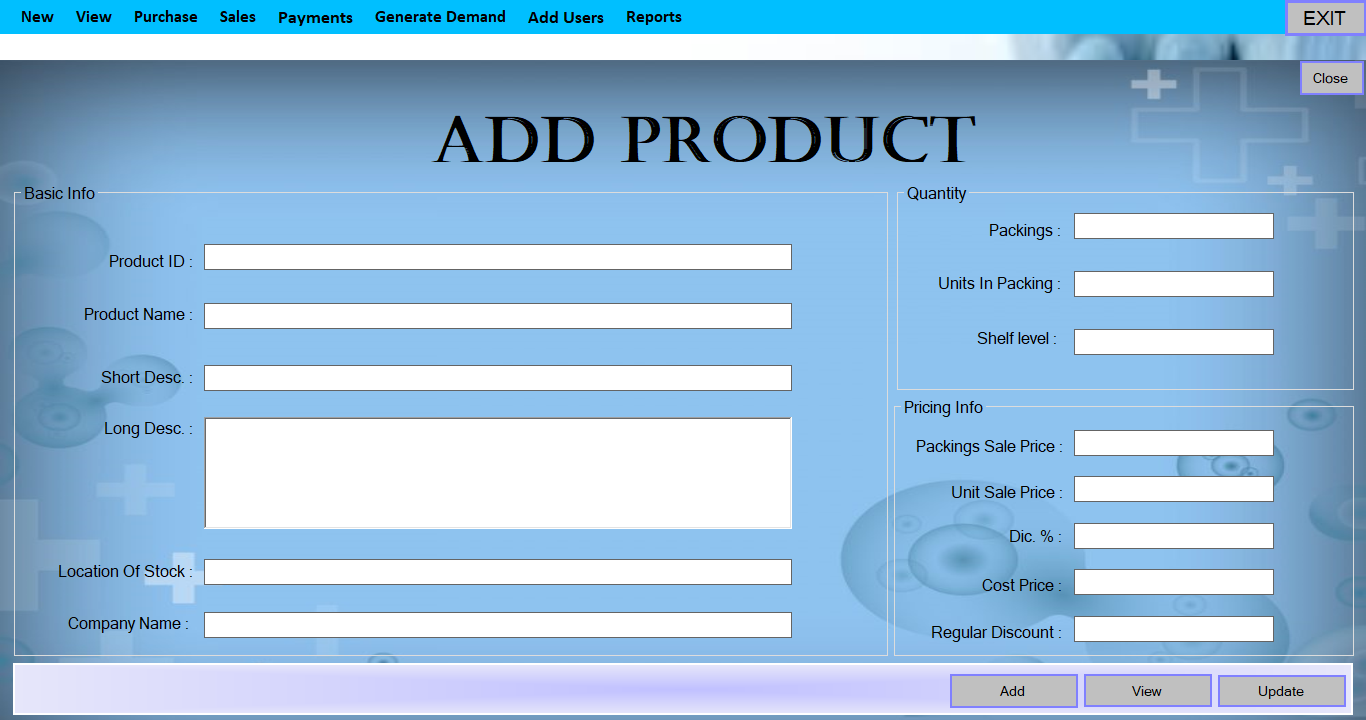 New View Purchase Sales Payments Generate Demand Add Users Reports EXIT
Close
ADD PRODUCT
Basic Info
Product ID :
Product Name :
Short Desc. :
Long Desc. :
Location Of Stock :
Company Name :
Quantity
Packings :
Units In Packing :
Shelf level :
Pricing Info
Packings Sale Price :
Unit Sale Price :
Dic. % :
Cost Price :
Regular Discount :
Add View Update